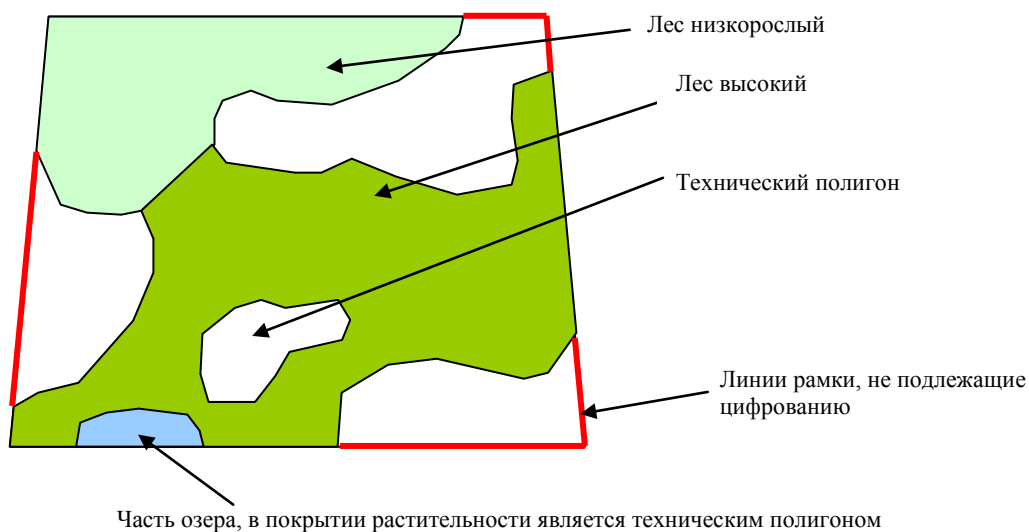 Лес низкорослый
Лес высокий
Технический полигон
Линии рамки, не подлежащие
цифрованию
Часть озера, в покрытии растительности является техническим полигоном